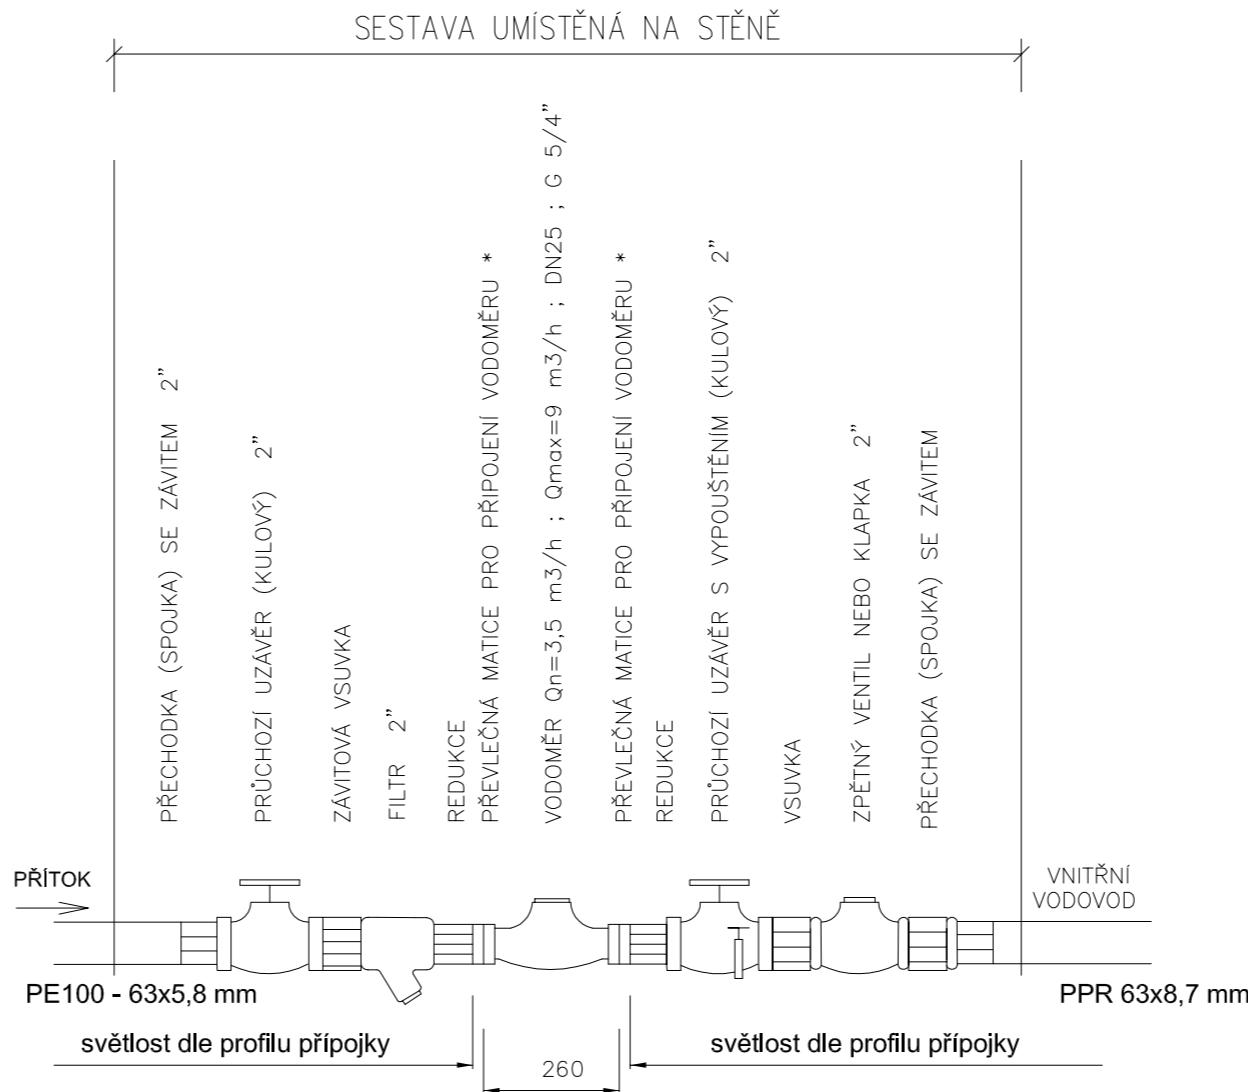 SESTAVA UMÍSTĚNÁ NA STĚNĚ
PŘECHODKA (SPOJKA) SE ZÁVITEM 2"
PRŮCHOZÍ UZÁVĚR (KULOVÝ) 2"
ZÁVITOVÁ VSUVKA
FILTR 2"
REDUKCE
PŘEVLEČNÁ MATICE PRO PŘIPOJENÍ VODOMĚRU *
VODOMĚR Qn=3,5 m3/h ; Qmax=9 m3/h ; DN25 ; G 5/4"
PŘEVLEČNÁ MATICE PRO PŘIPOJENÍ VODOMĚRU *
REDUKCE
PRŮCHOZÍ UZÁVĚR S VYPOUŠTĚNÍM (KULOVÝ) 2"
VSUVKA
ZPĚTNÝ VENTIL NEBO KLAPKA 2"
PŘECHODKA (SPOJKA) SE ZÁVITEM
PŘÍTOK
VNITŘNÍ
VODOVOD
PE100 - 63x5,8 mm
PPR 63x8,7 mm
světlost dle profilu přípojky
260
světlost dle profilu přípojky